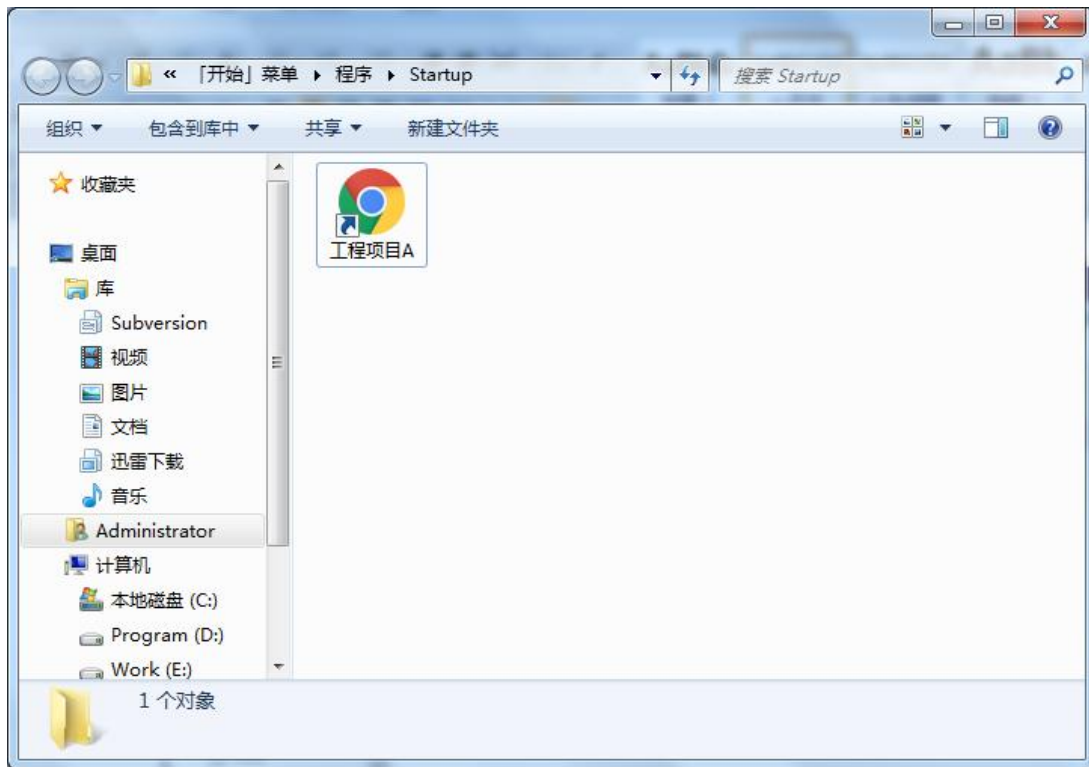 « 「开始」菜单 ▸ 程序 ▸ Startup
搜索 Startup
组织 包含到库中 共享 新建文件夹
收藏夹
工程项目A
桌面
库
Subversion
视频
图片
文档
迅雷下载
音乐
Administrator
计算机
本地磁盘 (C:)
Program (D:)
Work (E:)
1 个对象